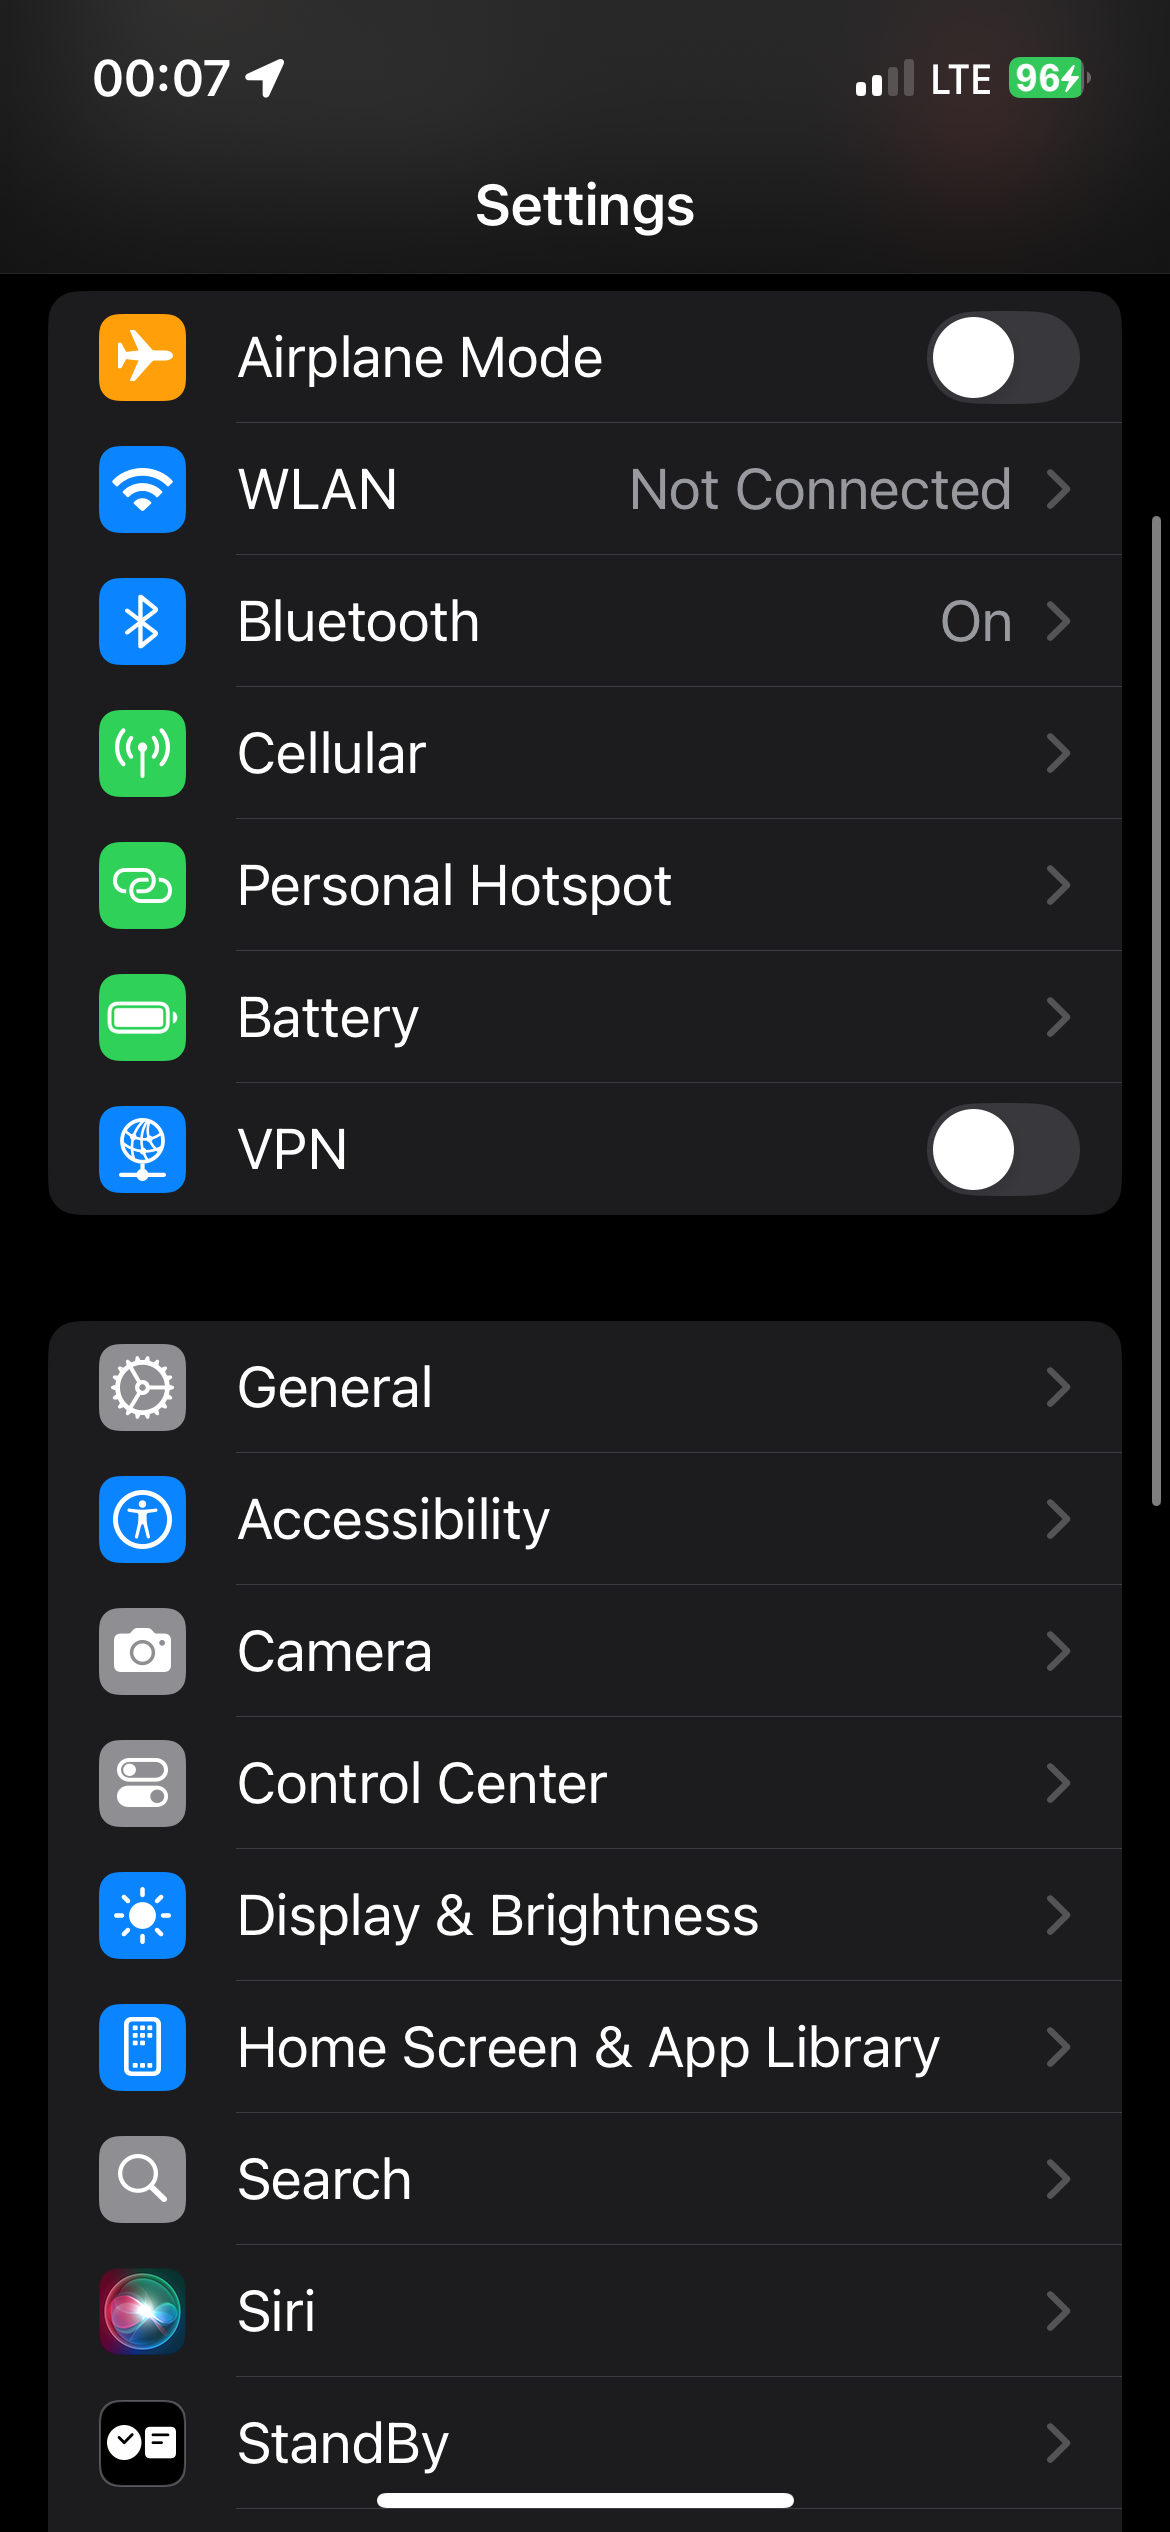 00:07
LTE
96
Settings
Airplane Mode
WLAN Not Connected
Bluetooth On
Cellular
Personal Hotspot
Battery
VPN
General
Accessibility
Camera
Control Center
Display & Brightness
Home Screen & App Library
Search
Siri
StandBy